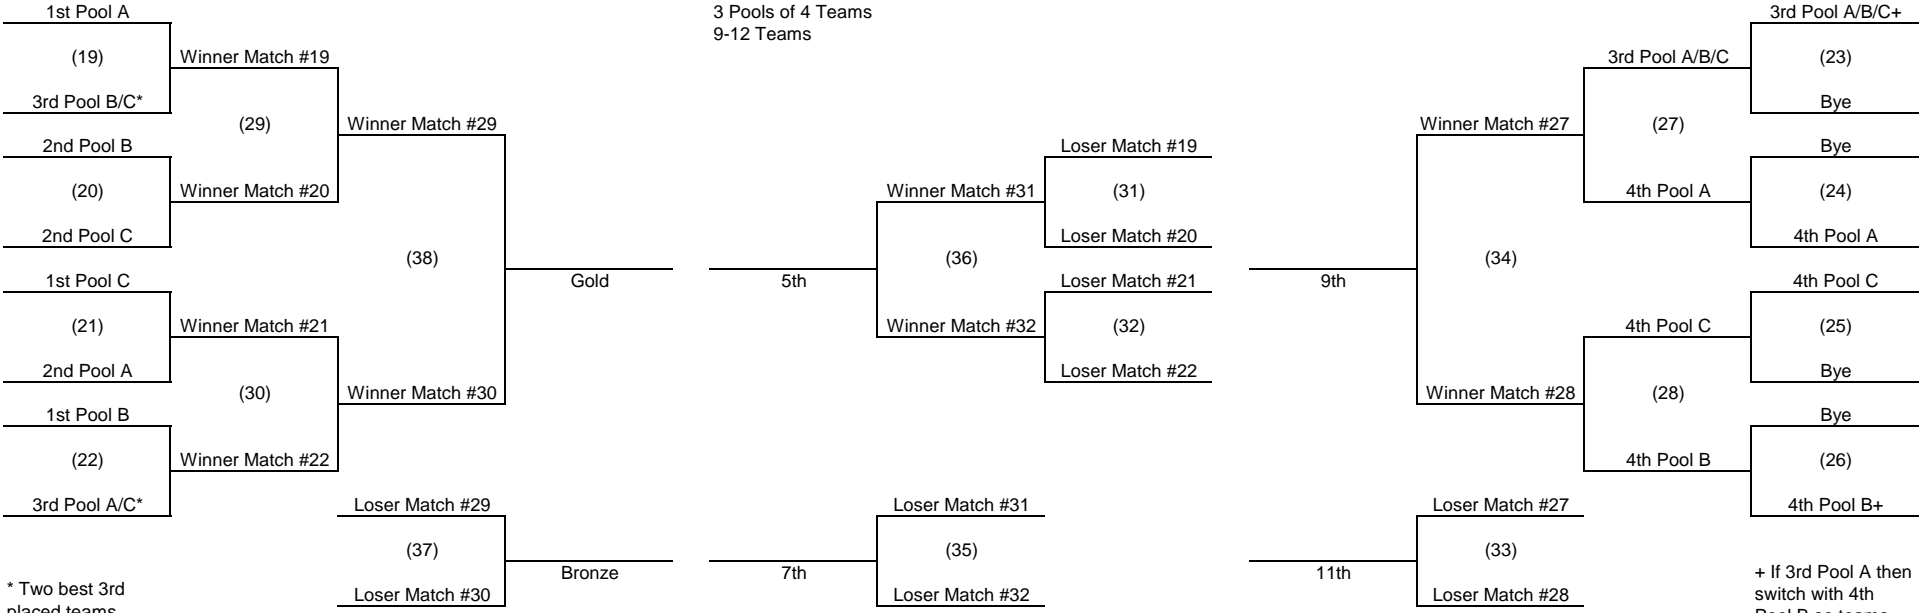 3 Pools of 4 Teams
9-12 Teams
1st Pool A
(19)
3rd Pool B/C*
2nd Pool B
(20)
2nd Pool C
1st Pool C
(21)
2nd Pool A
1st Pool B
(22)
3rd Pool A/C*
Winner Match #19
(29)
Winner Match #20
Winner Match #21
(30)
Winner Match #22
Winner Match #29
(38)
Winner Match #30
Gold
Loser Match #29
(37)
Loser Match #30
Bronze
* Two best 3rd
placed teams
5th
Winner Match #31
(36)
Winner Match #32
Loser Match #19
(31)
Loser Match #20
Loser Match #21
(32)
Loser Match #22
7th
Loser Match #31
(35)
Loser Match #32
9th
Winner Match #27
(34)
Winner Match #28
3rd Pool A/B/C
(27)
4th Pool A
4th Pool C
(28)
4th Pool B
3rd Pool A/B/C+
(23)
Bye
Bye
(24)
4th Pool A
4th Pool C
(25)
Bye
Bye
(26)
4th Pool B+
11th
Loser Match #27
(33)
Loser Match #28
+ If 3rd Pool A then
switch with 4th
Pool B as teams